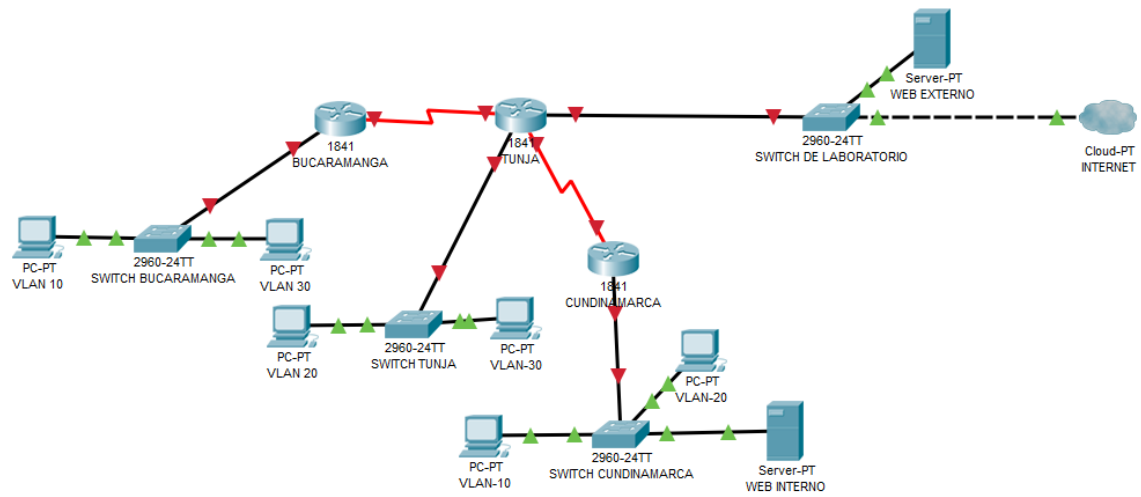 Server-PT
WEB EXTERNO
1841
BUCARAMANGA
1841
TUNJA
2960-24TT
SWITCH DE LABORATORIO
Cloud-PT
INTERNET
PC-PT
VLAN 10
2960-24TT
SWITCH BUCARAMANGA
PC-PT
VLAN 30
1841
CUNDINAMARCA
PC-PT
VLAN 20
2960-24TT
SWITCH TUNJA
PC-PT
VLAN-30
PC-PT
VLAN-20
PC-PT
VLAN-10
2960-24TT
SWITCH CUNDINAMARCA
Server-PT
WEB INTERNO